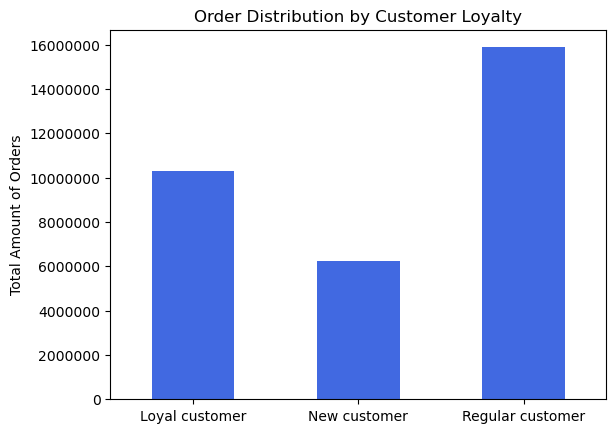 Order Distribution by Customer Loyalty
Total Amount of Orders
16000000
14000000
12000000
10000000
8000000
6000000
4000000
2000000
0
Loyal customer
New customer
Regular customer